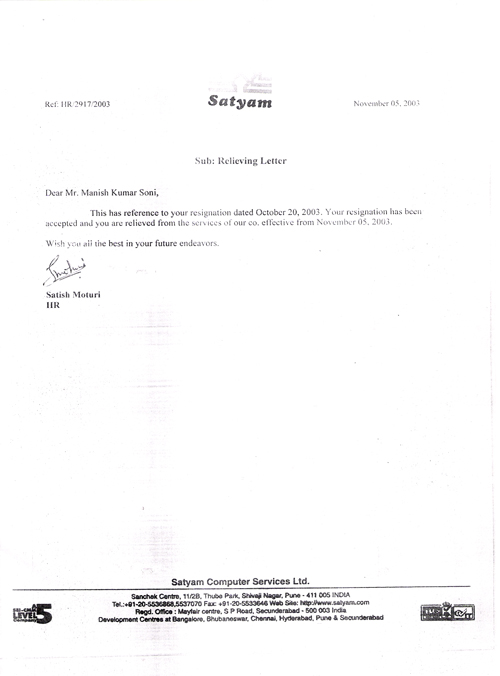 Satyam
Ref: HR/2917/2003
November 05, 2003
Sub: Relieving Letter
Dear Mr. Manish Kumar Soni,
This has reference to your resignation dated October 20, 2003. Your resignation has been
accepted and you are relieved from the services of our co. effective from November 05, 2003.
Wish you all the best in your future endeavors.
Satish Moturi
HR
Satyam Computer Services Ltd.
Sanchek Centre, 11/2B, Thube Park, Shivaji Nagar, Pune - 411 005 INDIA
Tel.:+91-20-5536868,5537070 Fax: +91-20-5533646 Web Site: http://www.satyam.com
Regd. Office : Mayfair centre, S P Road, Secunderabad - 500 003 India
Development Centres at Bangalore, Bhubaneswar, Chennai, Hyderabad, Pune & Secunderabad
SEI-CMM
LEVEL 5
Company